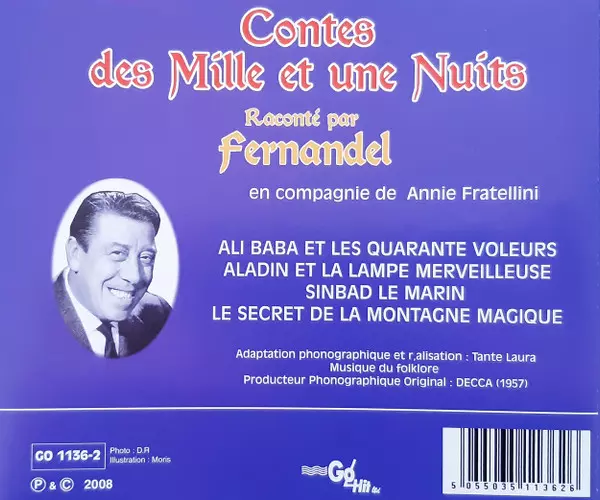 Contes
des Mille et une Nuits
Raconté par
Fernandel
en compagnie de Annie Fratellini
ALI BABA ET LES QUARANTE VOLEURS
ALADIN ET LA LAMPE MERVEILLEUSE
SINBAD LE MARIN
LE SECRET DE LA MONTAGNE MAGIQUE
Adaptation phonographique et r,alisation : Tante Laura
Musique du folklore
Producteur Phonographique Original : DECCA (1957)
GO 1136-2
Photo : D.R
Illustration : Moris
Ⓟ & © 2008
Go
Hit
5 055035 113626